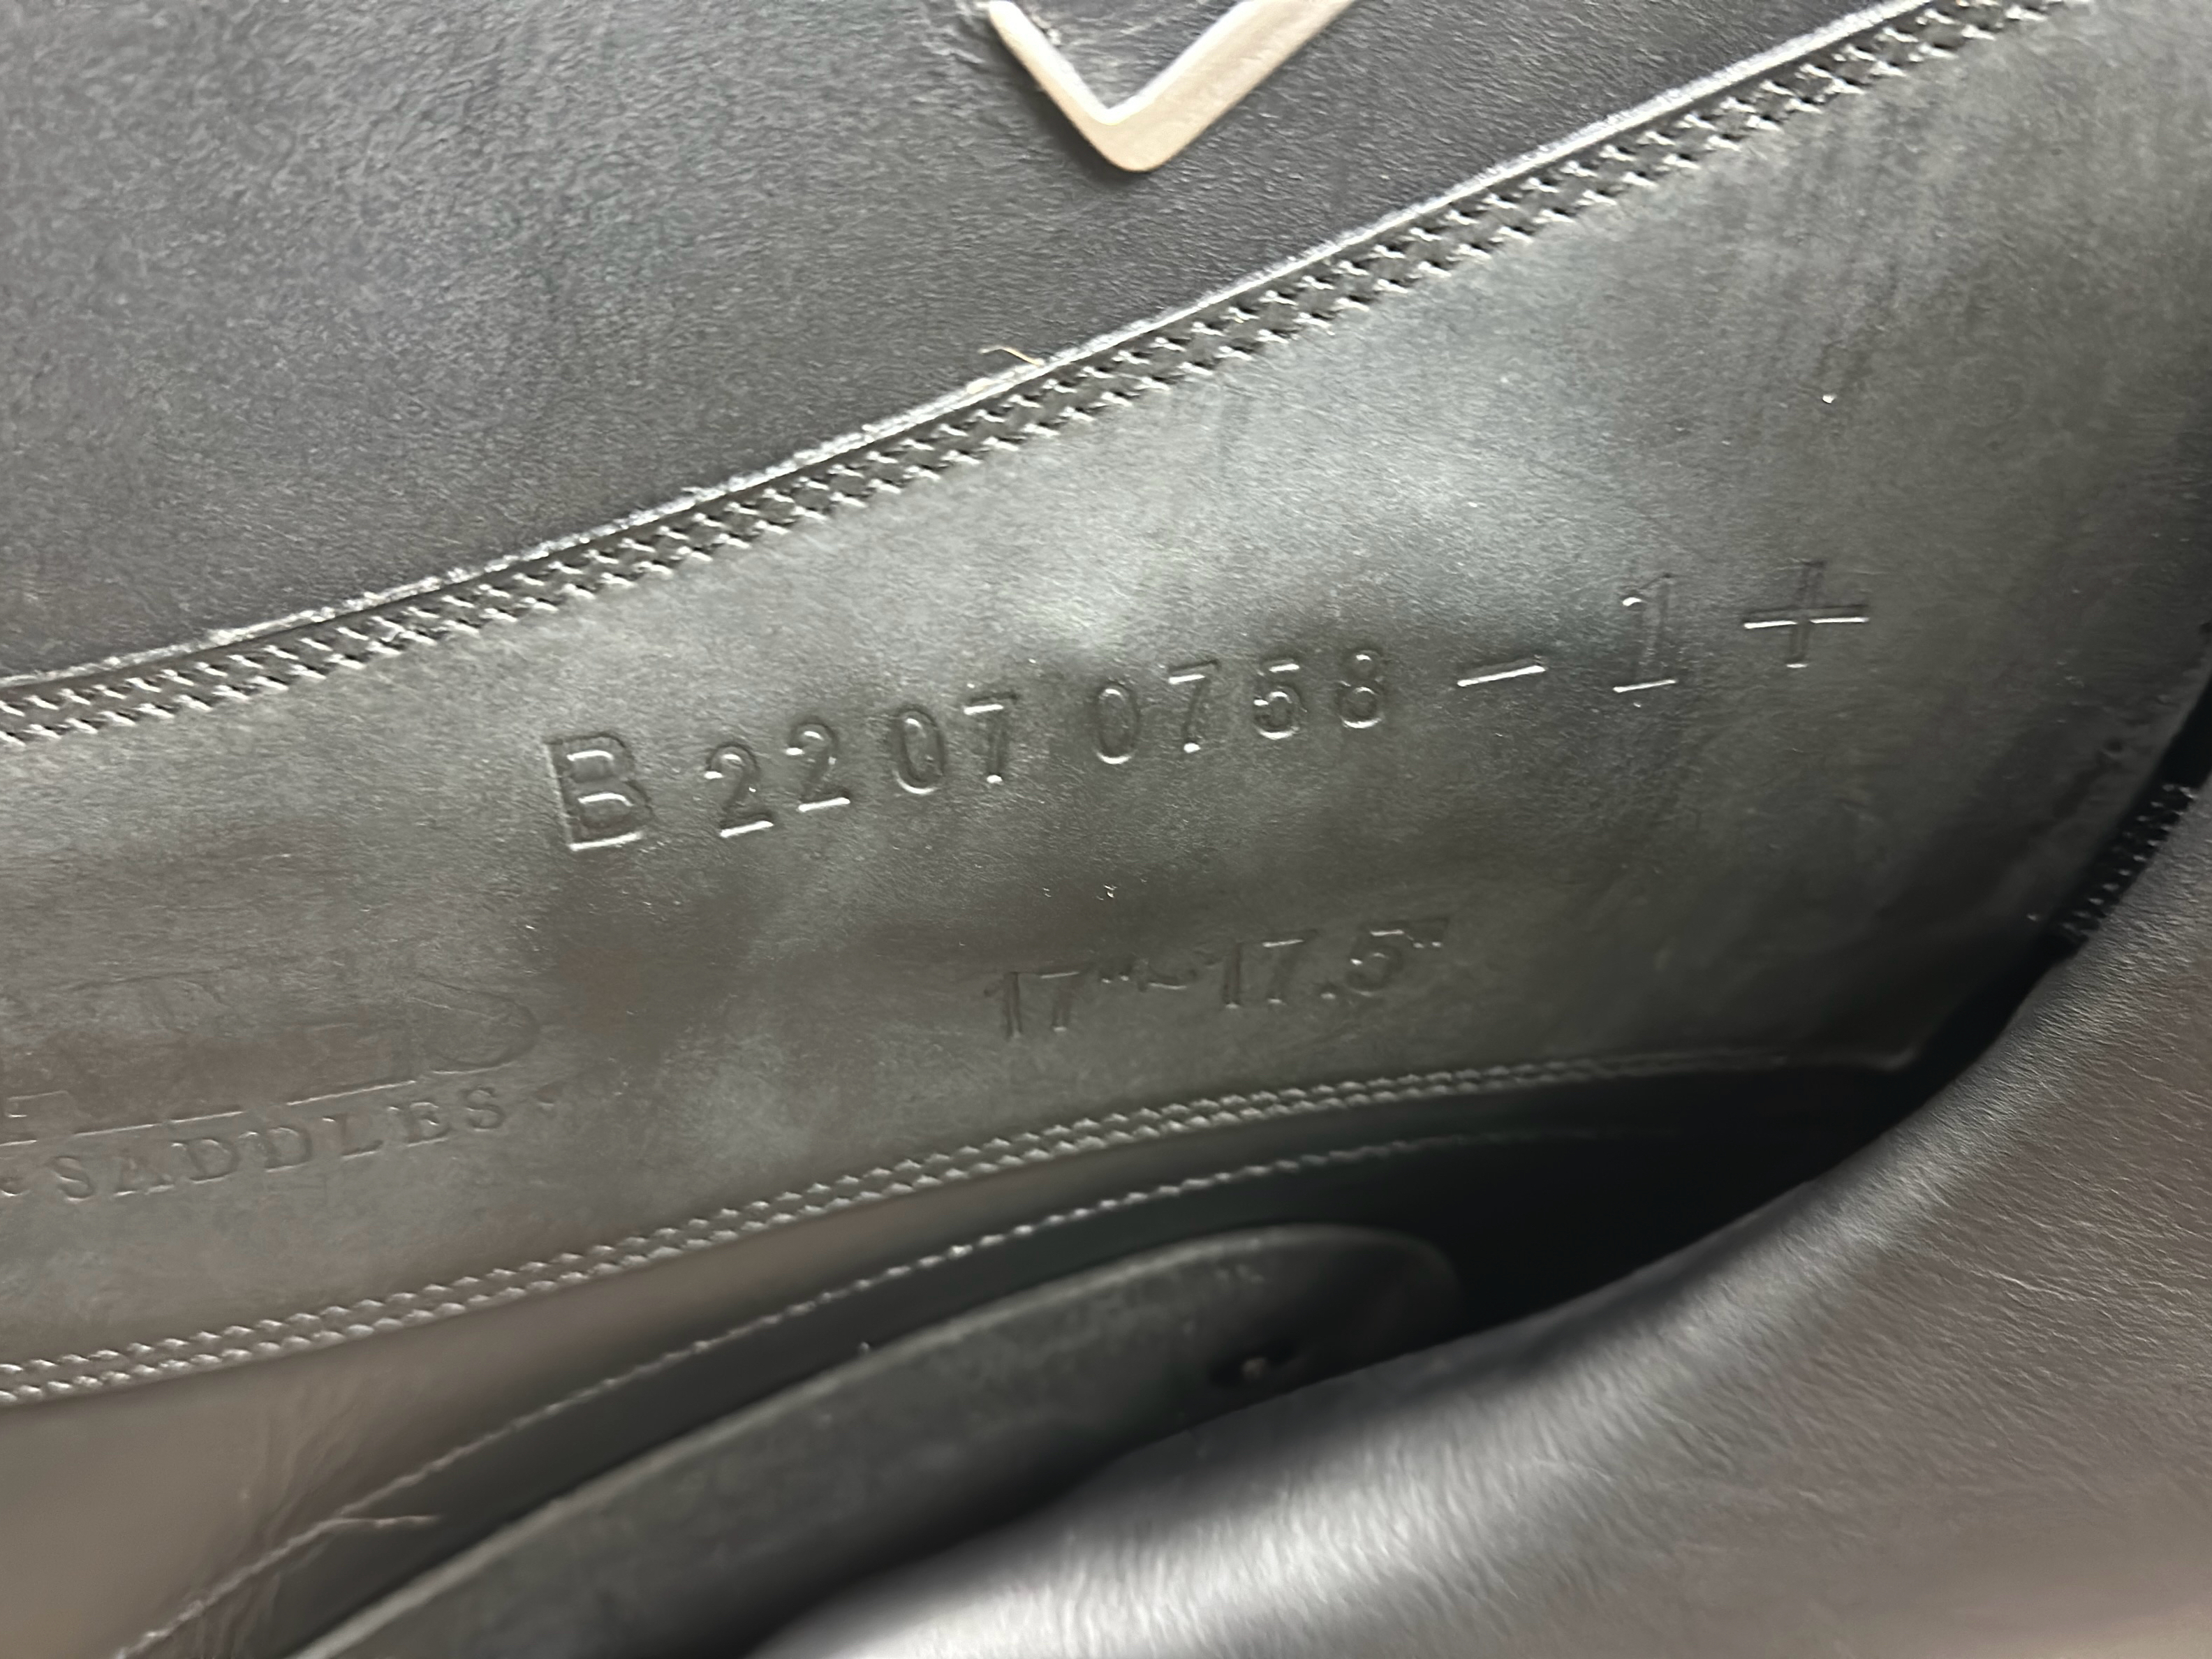 B 2207 0758 – 1 +
17"~17.5"
SADDLES